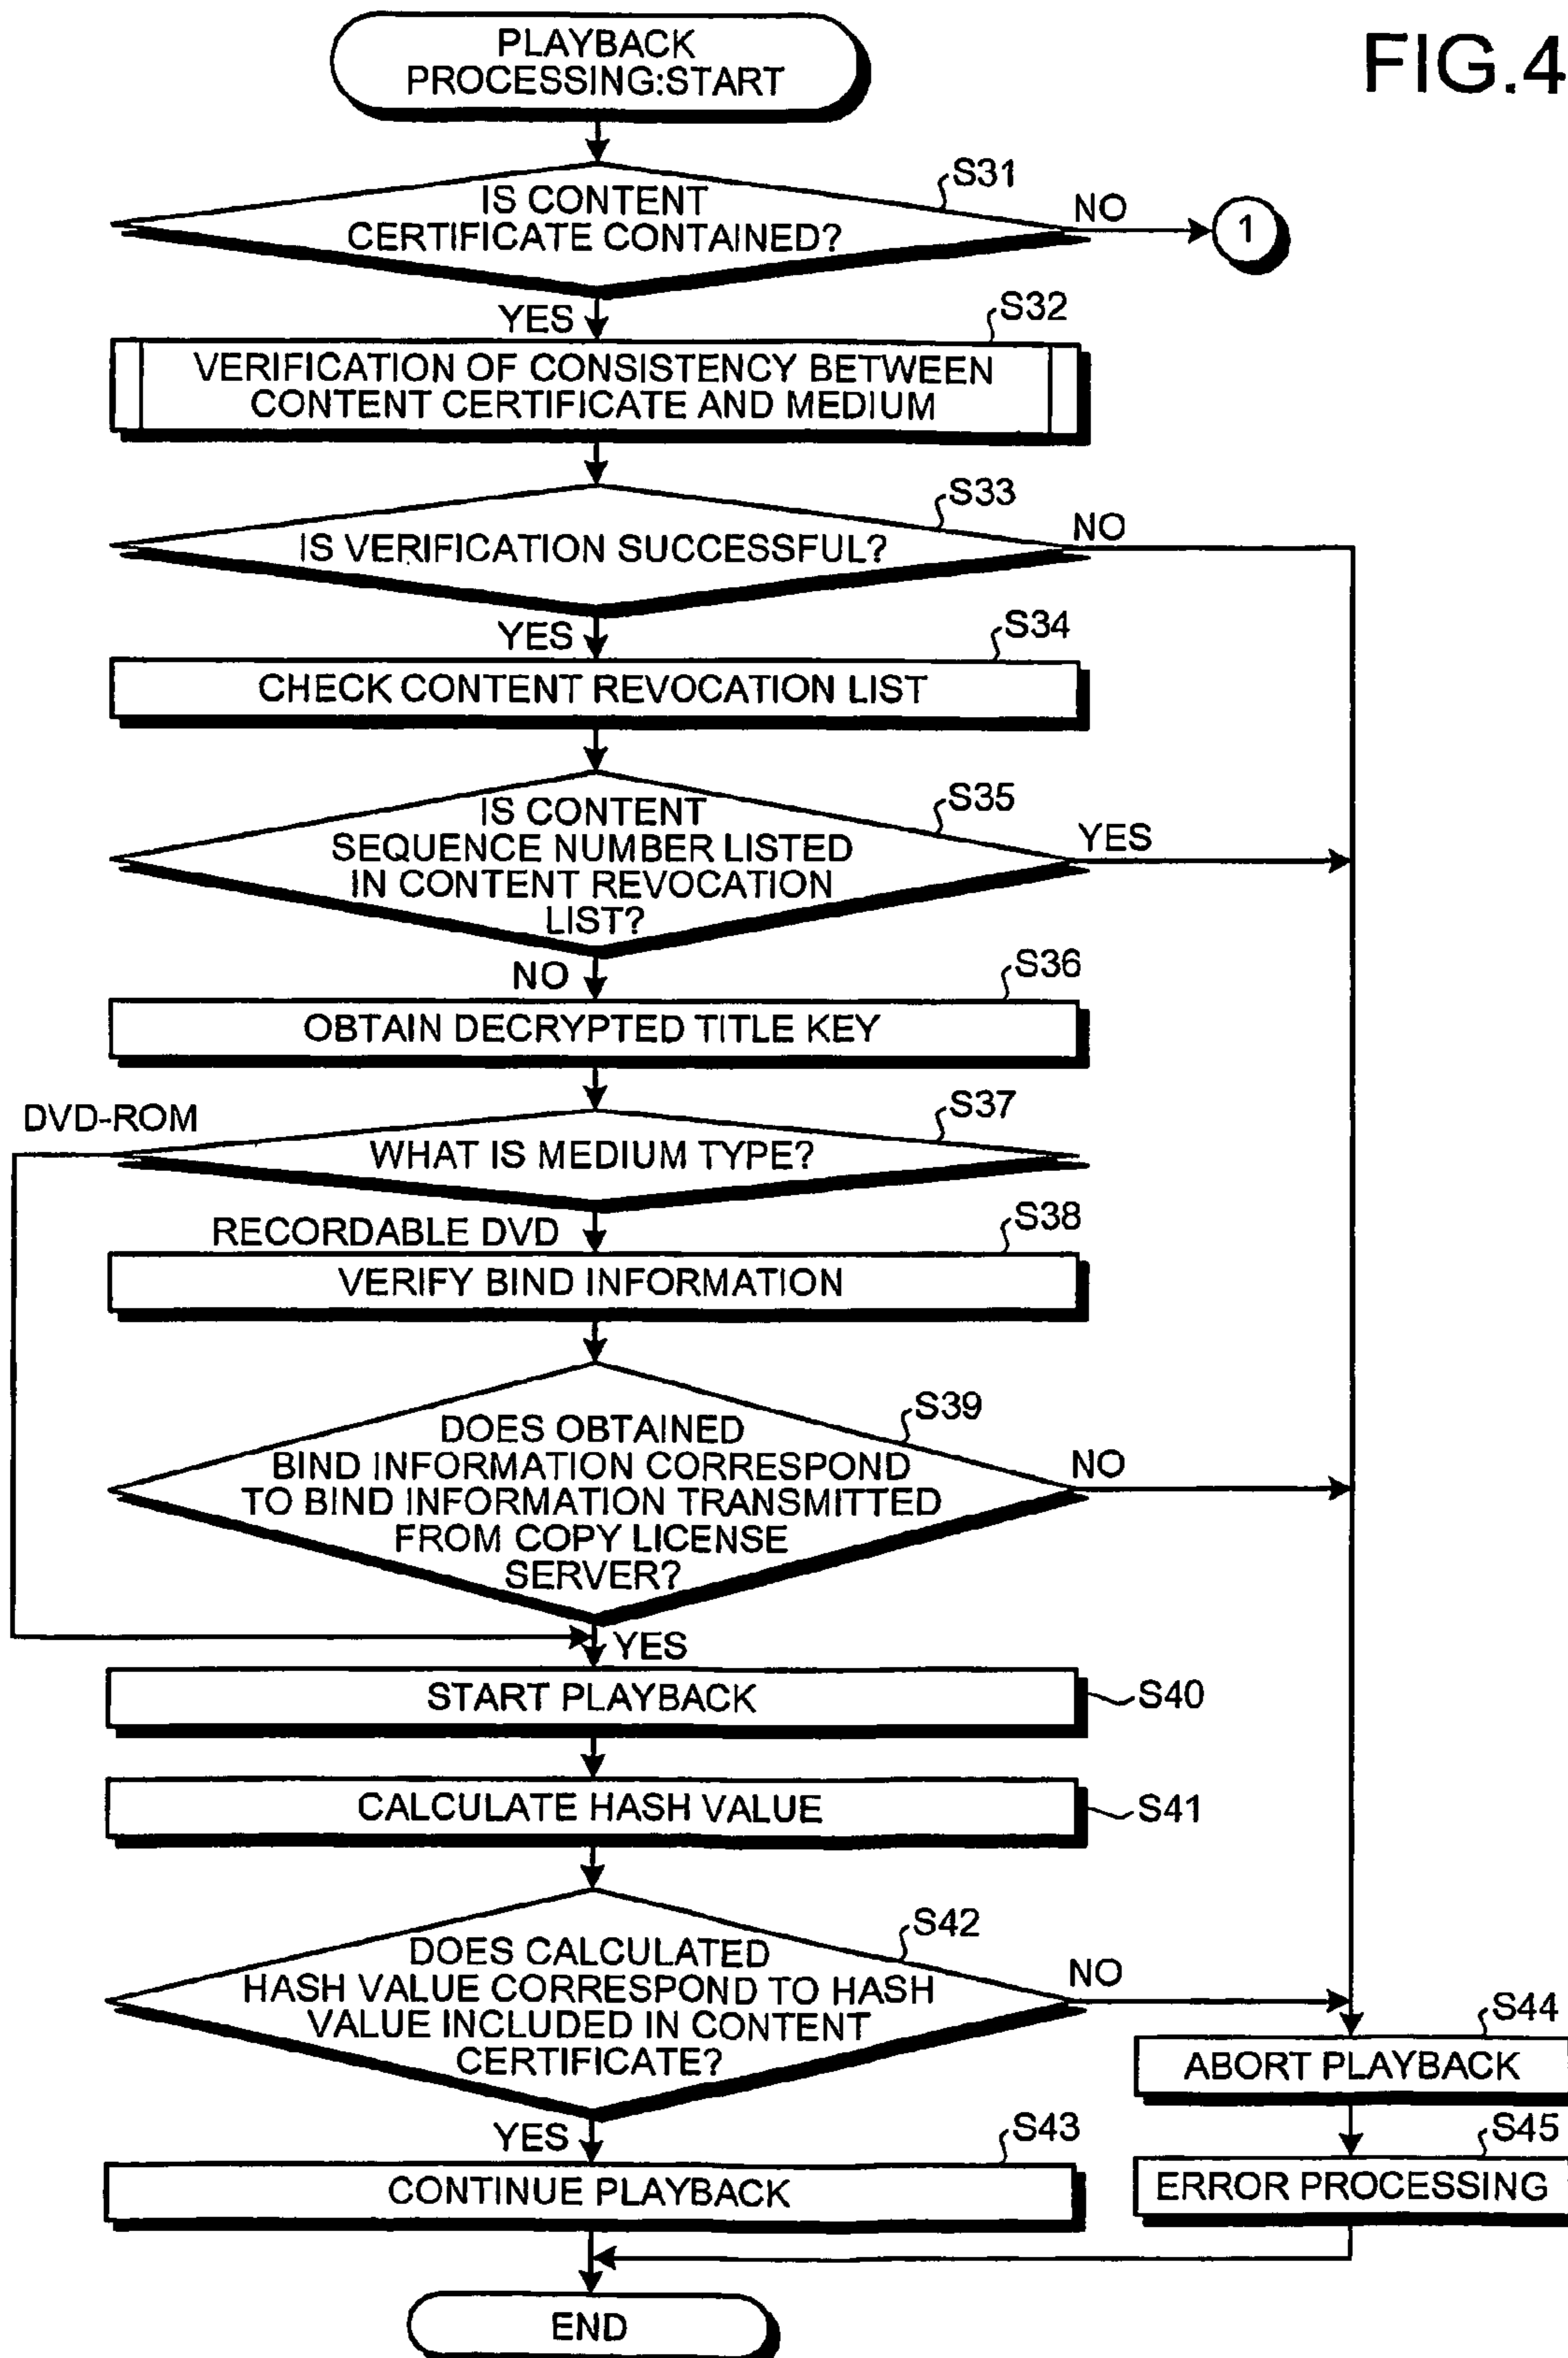 FIG.4
PLAYBACK
PROCESSING:START
S31
IS CONTENT
CERTIFICATE CONTAINED?
NO
1
YES
S32
VERIFICATION OF CONSISTENCY BETWEEN
CONTENT CERTIFICATE AND MEDIUM
S33
IS VERIFICATION SUCCESSFUL?
NO
YES
S34
CHECK CONTENT REVOCATION LIST
S35
IS CONTENT
SEQUENCE NUMBER LISTED
IN CONTENT REVOCATION
LIST?
YES
NO
S36
OBTAIN DECRYPTED TITLE KEY
DVD-ROM
S37
WHAT IS MEDIUM TYPE?
RECORDABLE DVD
S38
VERIFY BIND INFORMATION
S39
DOES OBTAINED
BIND INFORMATION CORRESPOND
TO BIND INFORMATION TRANSMITTED
FROM COPY LICENSE
SERVER?
NO
YES
START PLAYBACK
S40
CALCULATE HASH VALUE
S41
S42
DOES CALCULATED
HASH VALUE CORRESPOND TO HASH
VALUE INCLUDED IN CONTENT
CERTIFICATE?
NO
S44
ABORT PLAYBACK
YES
S43
CONTINUE PLAYBACK
S45
ERROR PROCESSING
END